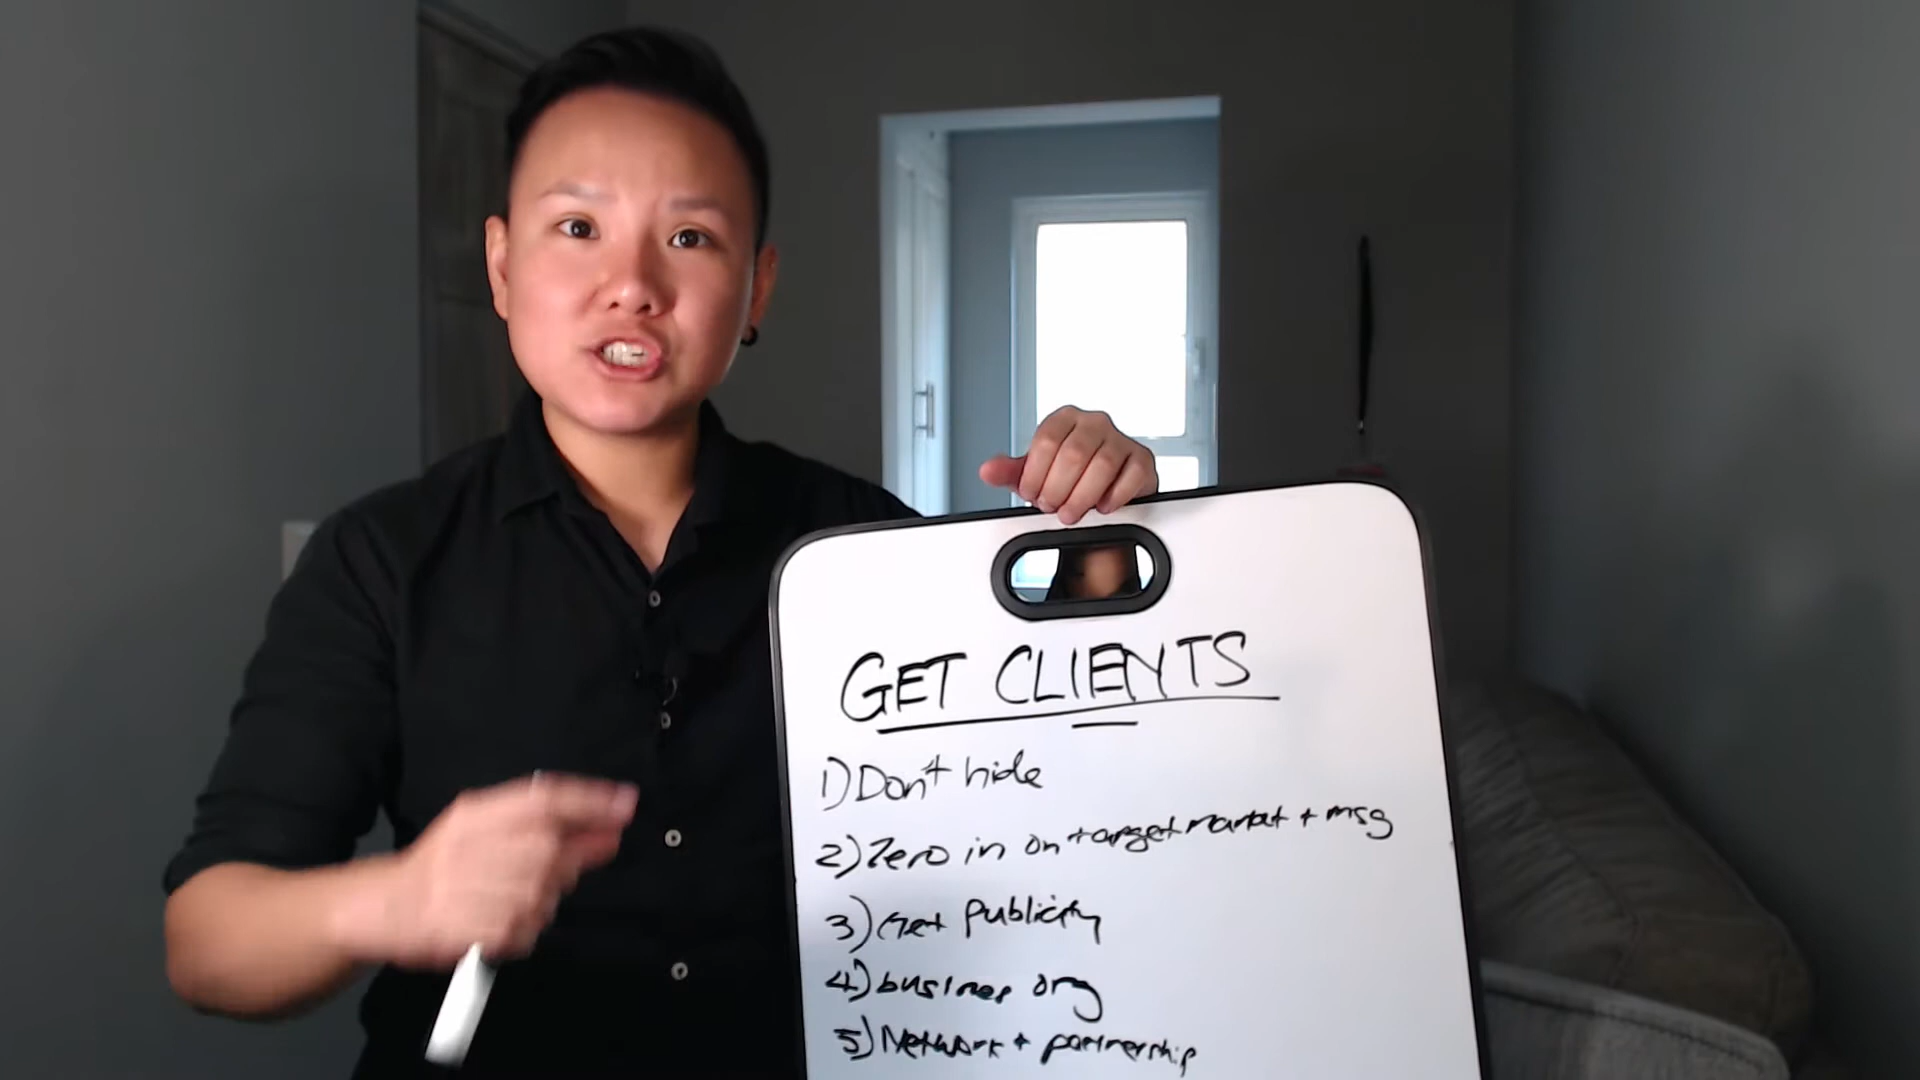 GET CLIENTS
1) Don't hide
2) Zero in on target market + msg
3) Get Publicity
4) business org
5) Network + partnership